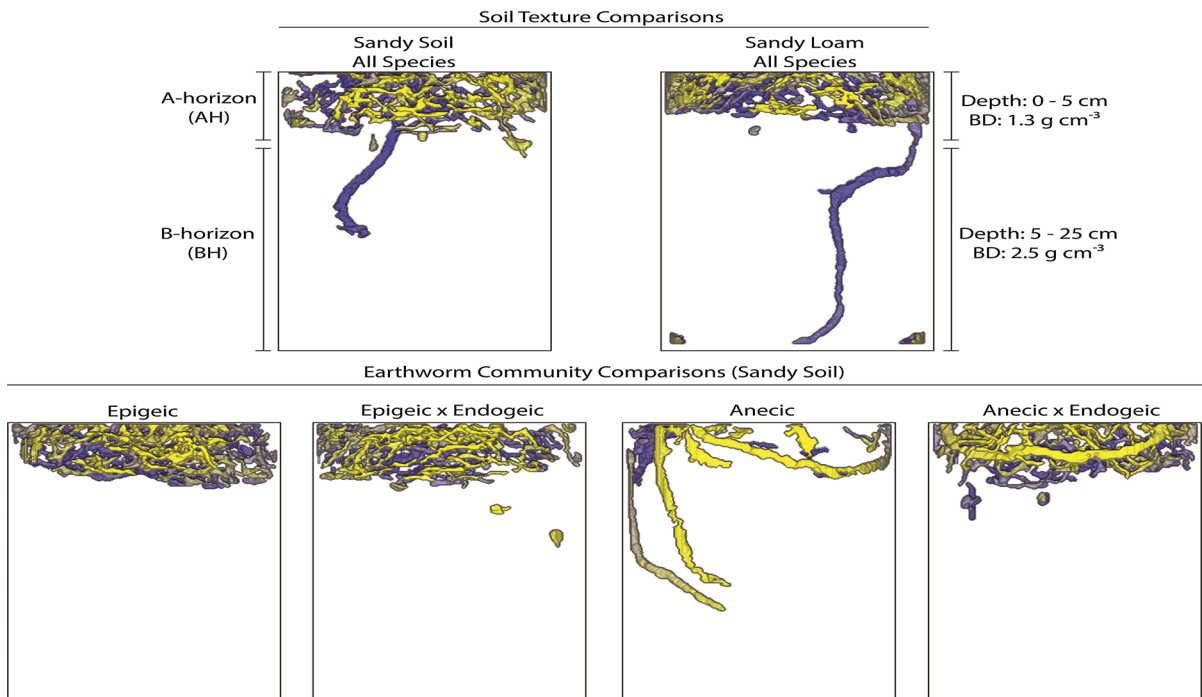 Soil Texture Comparisons
Sandy Soil
All Species
Sandy Loam
All Species
A-horizon
(AH)
Depth: 0 - 5 cm
BD: 1.3 g cm⁻³
B-horizon
(BH)
Depth: 5 - 25 cm
BD: 2.5 g cm⁻³
Earthworm Community Comparisons (Sandy Soil)
Epigeic
Epigeic x Endogeic
Anecic
Anecic x Endogeic